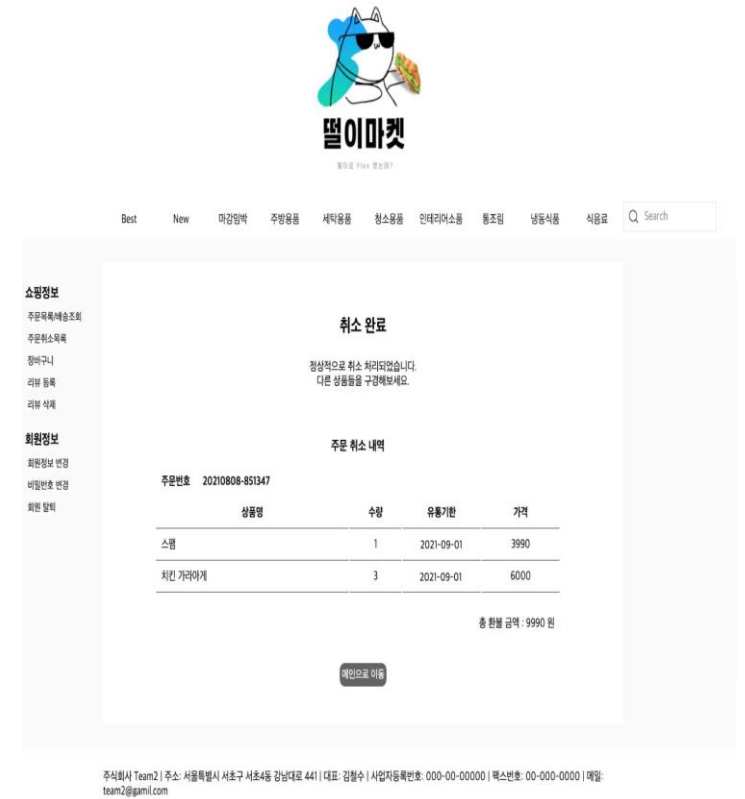 떨이마켓
떨이로 Flex 했는데?
Best New 마감임박 주방용품 세탁용품 청소용품 인테리어소품 통조림 냉동식품 식음료 Search
쇼핑정보
주문목록/배송조회
주문취소목록
장바구니
리뷰 등록
리뷰 삭제
회원정보
회원정보 변경
비밀번호 변경
회원 탈퇴
취소 완료
정상적으로 취소 처리되었습니다.
다른 상품들을 구경해보세요.
주문 취소 내역
주문번호 20210808-851347
상품명 수량 유통기한 가격
스팸 1 2021-09-01 3990
치킨 가라아게 3 2021-09-01 6000
총 환불 금액 : 9990 원
메인으로 이동
주식회사 Team2 | 주소: 서울특별시 서초구 서초4동 강남대로 441 | 대표: 김철수 | 사업자등록번호: 000-00-00000 | 팩스번호: 00-000-0000 | 메일:
team2@gamil.com